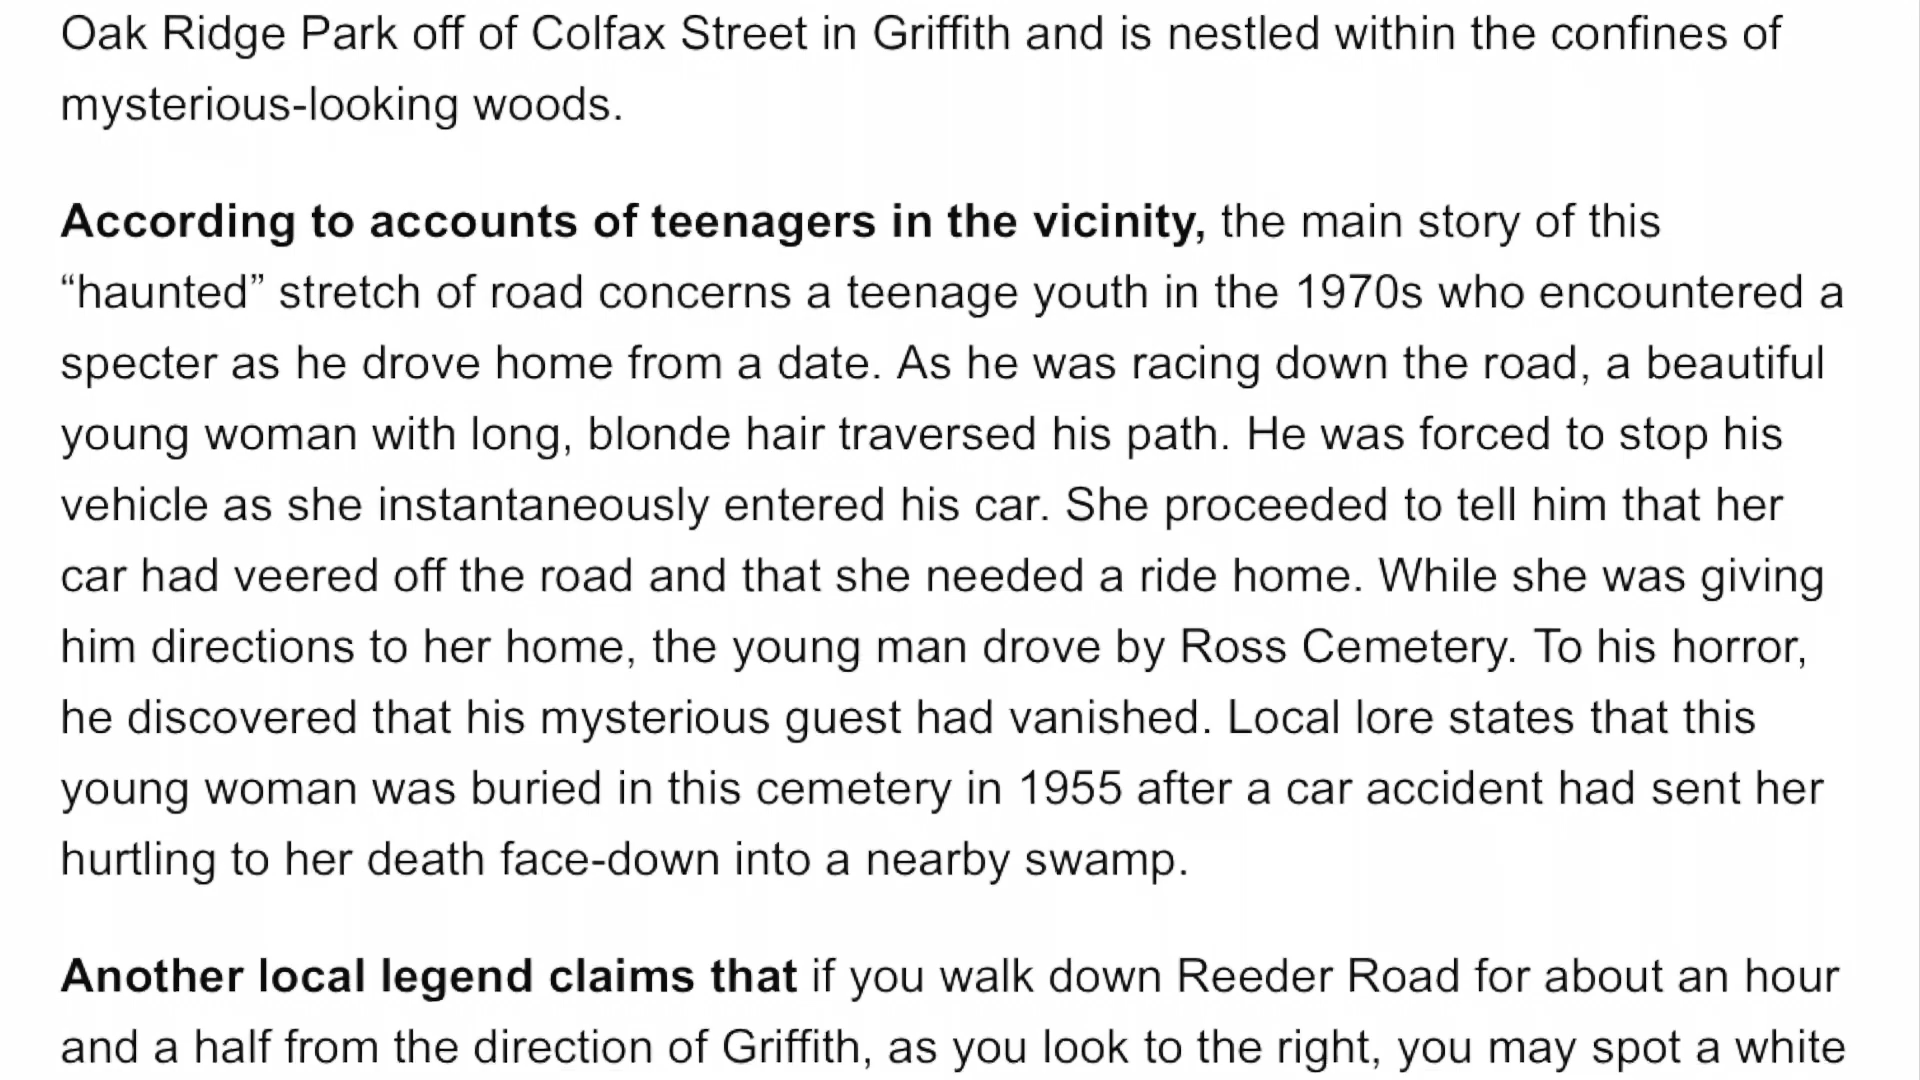 Oak Ridge Park off of Colfax Street in Griffith and is nestled within the confines of
mysterious-looking woods.
According to accounts of teenagers in the vicinity, the main story of this
“haunted” stretch of road concerns a teenage youth in the 1970s who encountered a
specter as he drove home from a date. As he was racing down the road, a beautiful
young woman with long, blonde hair traversed his path. He was forced to stop his
vehicle as she instantaneously entered his car. She proceeded to tell him that her
car had veered off the road and that she needed a ride home. While she was giving
him directions to her home, the young man drove by Ross Cemetery. To his horror,
he discovered that his mysterious guest had vanished. Local lore states that this
young woman was buried in this cemetery in 1955 after a car accident had sent her
hurtling to her death face-down into a nearby swamp.
Another local legend claims that if you walk down Reeder Road for about an hour
and a half from the direction of Griffith, as you look to the right, you may spot a white